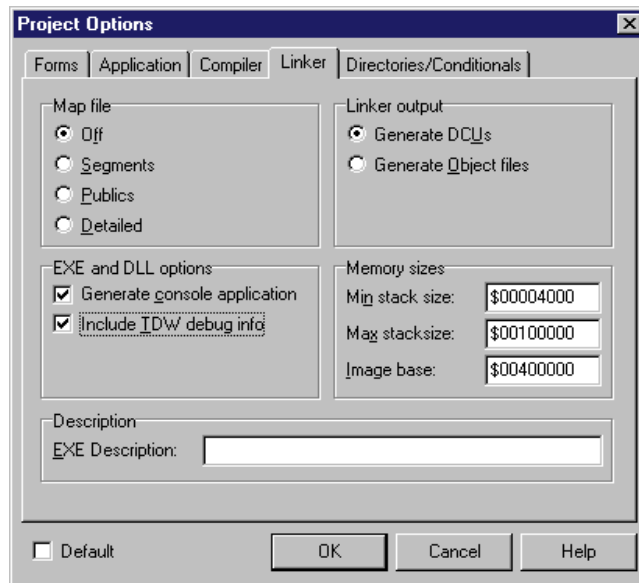 Project Options
Forms Application Compiler Linker Directories/Conditionals
Map file
Off
Segments
Publics
Detailed
Linker output
Generate DCUs
Generate Object files
EXE and DLL options
Generate console application
Include TDW debug info
Memory sizes
Min stack size: $00004000
Max stacksize: $00100000
Image base: $00400000
Description
EXE Description:
Default OK Cancel Help